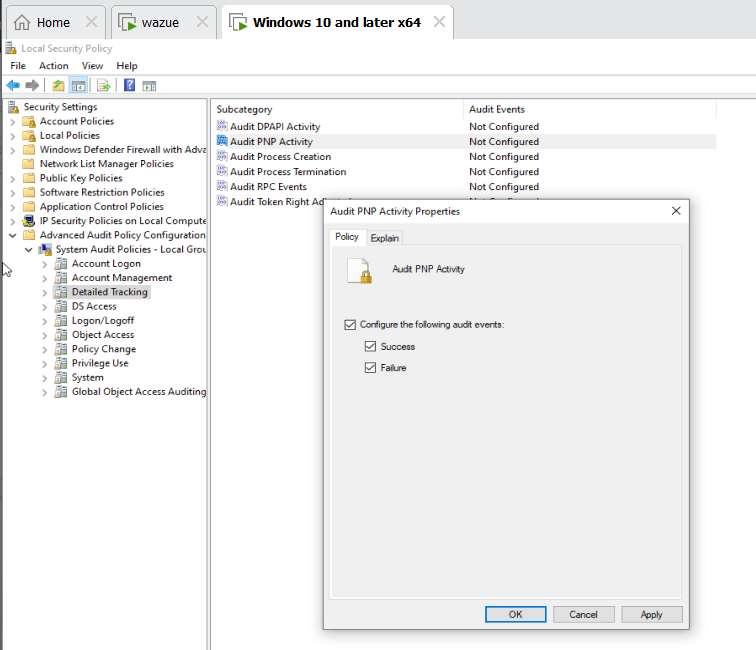 Home
wazue
Windows 10 and later x64
Local Security Policy
File Action View Help
Security Settings
Account Policies
Local Policies
Windows Defender Firewall with Adva
Network List Manager Policies
Public Key Policies
Software Restriction Policies
Application Control Policies
IP Security Policies on Local Compute
Advanced Audit Policy Configuration
System Audit Policies - Local Grou
Account Logon
Account Management
Detailed Tracking
DS Access
Logon/Logoff
Object Access
Policy Change
Privilege Use
System
Global Object Access Auditing
Subcategory Audit Events
Audit DPAPI Activity Not Configured
Audit PNP Activity Not Configured
Audit Process Creation Not Configured
Audit Process Termination Not Configured
Audit RPC Events Not Configured
Audit Token Right Not Configured
Audit PNP Activity Properties
Policy Explain
Audit PNP Activity
Configure the following audit events:
Success
Failure
OK Cancel Apply